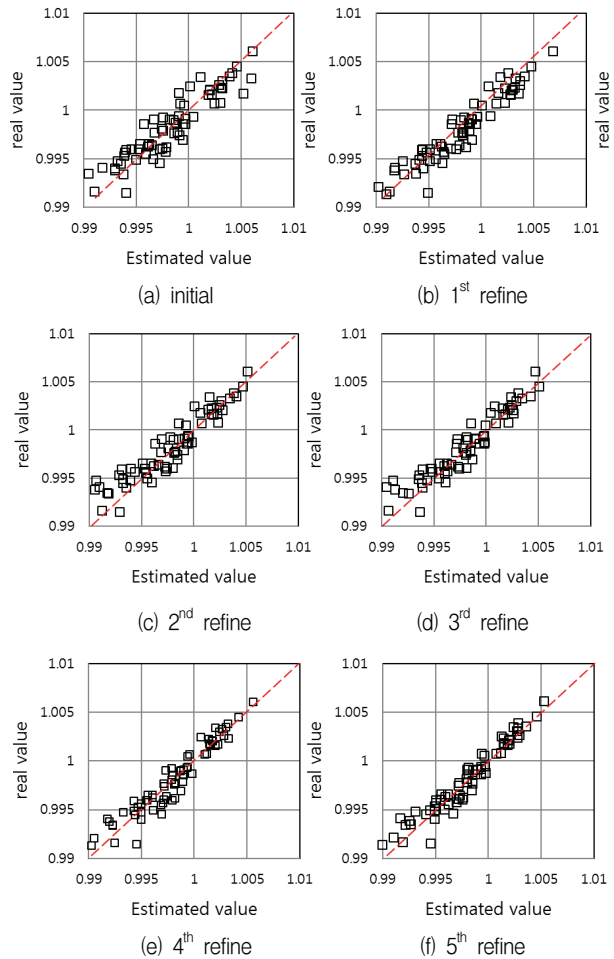 1.01
1.005
1
0.995
0.99
real value
0.99 0.995 1 1.005 1.01
Estimated value
(a) initial
1.01
1.005
1
0.995
0.99
real value
0.99 0.995 1 1.005 1.01
Estimated value
(b) 1st refine
real value
1.01
1.005
1
0.995
0.99
real value
0.99 0.995 1 1.005 1.01
Estimated value
(c) 2nd refine
1.01
1.005
1
0.995
0.99
real value
0.99 0.995 1 1.005 1.01
Estimated value
(d) 3rd refine
1.01
1.005
1
0.995
0.99
real value
0.99 0.995 1 1.005 1.01
Estimated value
(e) 4th refine
1.01
1.005
1
0.995
0.99
real value
0.99 0.995 1 1.005 1.01
Estimated value
(f) 5th refine